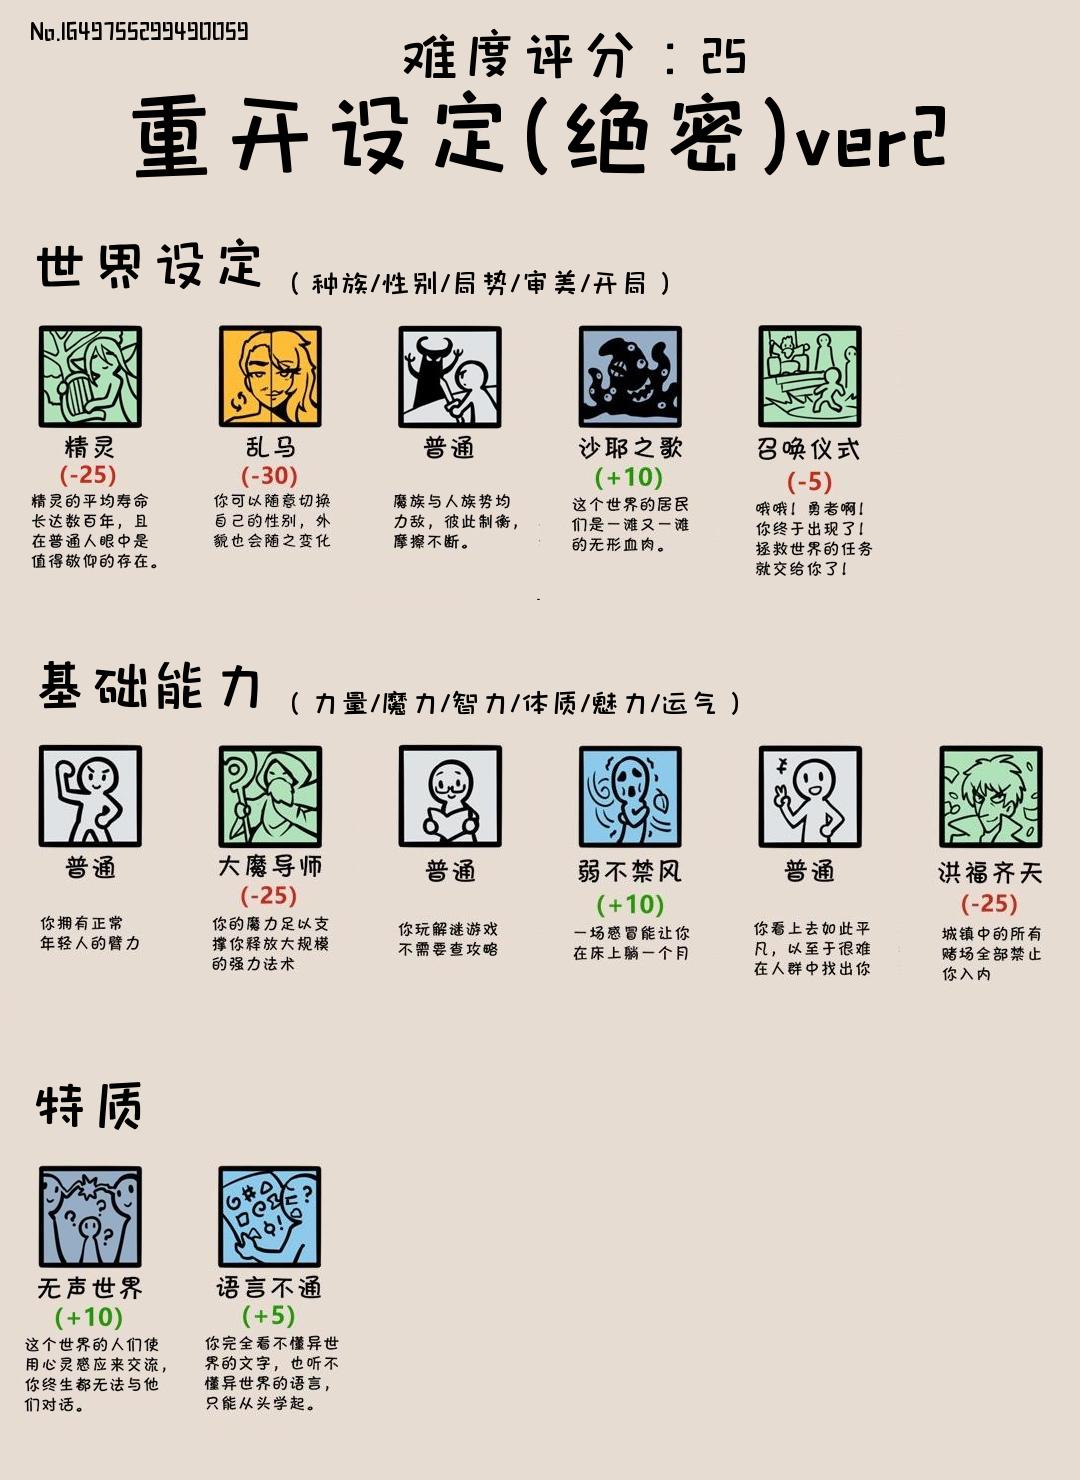 No.1649755299490059
难度评分：25
重开设定(绝密)ver2
世界设定（种族/性别/局势/审美/开局）
精灵
(-25)
精灵的平均寿命
长达数百年，且
在普通人眼中是
值得敬仰的存在。
乱马
(-30)
你可以随意切换
自己的性别，外
貌也会随之变化
普通
魔族与人族势均
力敌，彼此制衡，
摩擦不断。
沙耶之歌
(+10)
这个世界的居民
们是一滩又一滩
的无形血肉。
召唤仪式
(-5)
哦哦！勇者啊！
你终于出现了！
拯救世界的任务
就交给你了！
基础能力（力量/魔力/智力/体质/魅力/运气）
普通
你拥有正常
年轻人的臂力
大魔导师
(-25)
你的魔力足以支
撑你释放大规模
的强力法术
普通
你玩解谜游戏
不需要查攻略
弱不禁风
(+10)
一场感冒能让你
在床上躺一个月
普通
你看上去如此平
凡，以至于很难
在人群中找出你
洪福齐天
(-25)
城镇中的所有
赌场全部禁止
你入内
特质
无声世界
(+10)
这个世界的人们使
用心灵感应来交流，
你终生都无法与他
们对话。
语言不通
(+5)
你完全看不懂异世
界的文字，也听不
懂异世界的语言，
只能从头学起。